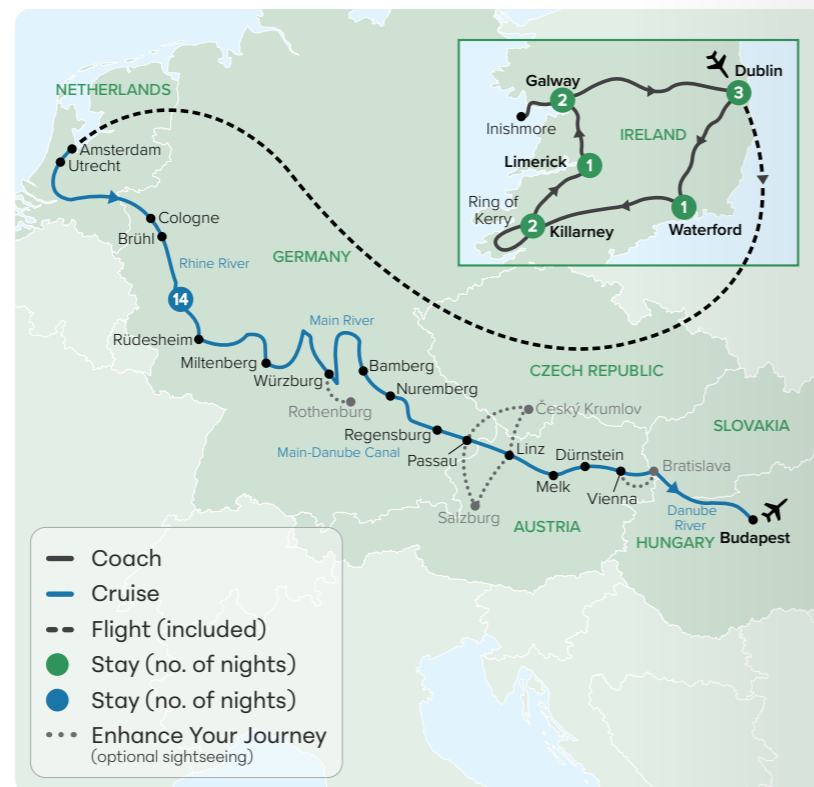 NETHERLANDS
Amsterdam
Utrecht
Cologne
Brühl
Rhine River
GERMANY
14
Rüdesheim
Main River
Miltenberg
Würzburg
Bamberg
Nuremberg
Rothenburg
Regensburg
Main-Danube Canal
Passau
CZECH REPUBLIC
Český Krumlov
SLOVAKIA
Linz
Dürnstein
Bratislava
Melk
Vienna
Salzburg
AUSTRIA
Danube
River
HUNGARY
Budapest
Galway
2
Dublin
3
Inishmore
IRELAND
Limerick
1
Ring of
Kerry
2
Killarney
1
Waterford
Coach
Cruise
Flight (included)
Stay (no. of nights)
Stay (no. of nights)
Enhance Your Journey
(optional sightseeing)